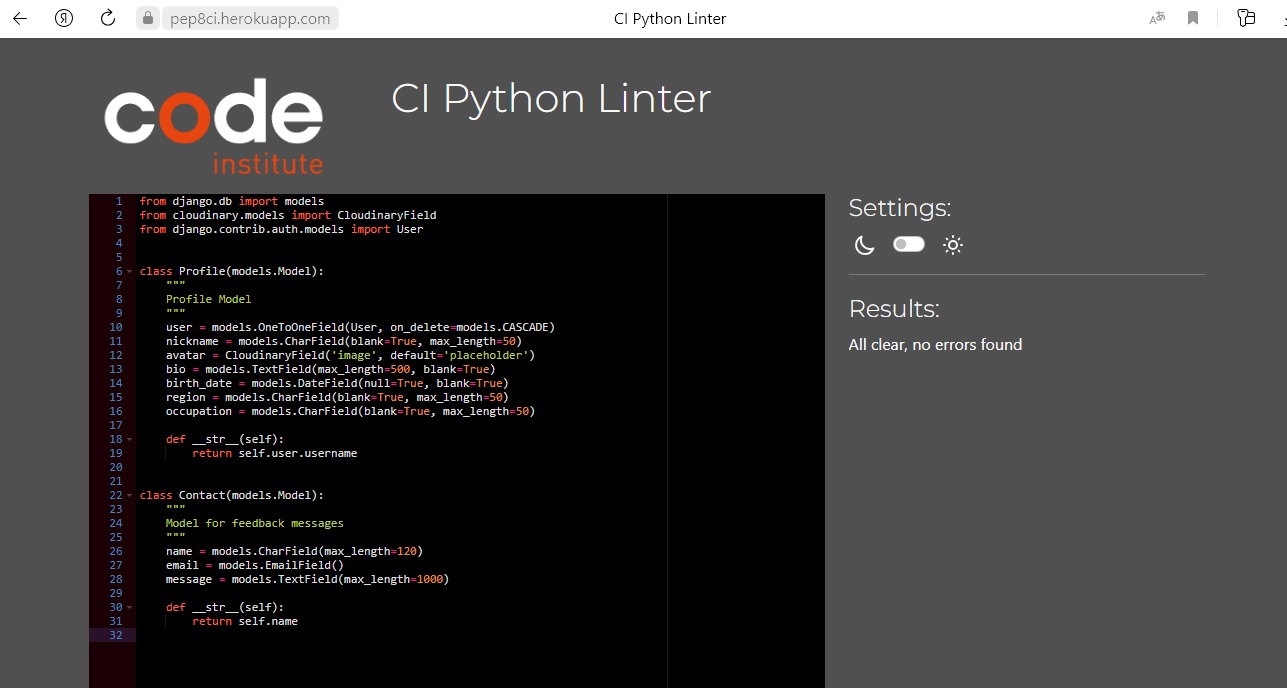 pep8ci.herokuapp.com
CI Python Linter
code
institute
CI Python Linter
1 from django.db import models
2 from cloudinary.models import CloudinaryField
3 from django.contrib.auth.models import User
4
5
6 class Profile(models.Model):
7     """
8     Profile Model
9     """
10     user = models.OneToOneField(User, on_delete=models.CASCADE)
11     nickname = models.CharField(blank=True, max_length=50)
12     avatar = CloudinaryField('image', default='placeholder')
13     bio = models.TextField(max_length=500, blank=True)
14     birth_date = models.DateField(null=True, blank=True)
15     region = models.CharField(blank=True, max_length=50)
16     occupation = models.CharField(blank=True, max_length=50)
17
18     def __str__(self):
19         return self.user.username
20
21
22 class Contact(models.Model):
23     """
24     Model for feedback messages
25     """
26     name = models.CharField(max_length=120)
27     email = models.EmailField()
28     message = models.TextField(max_length=1000)
29
30     def __str__(self):
31         return self.name
32
Settings:
Results:
All clear, no errors found